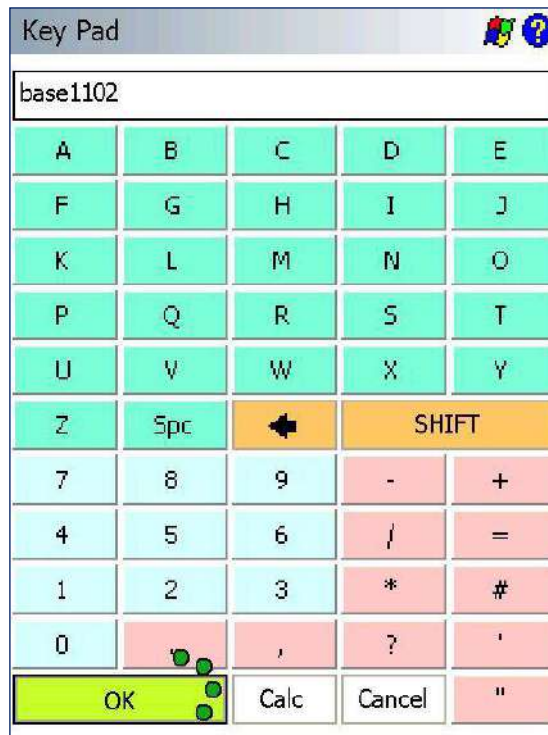 Key Pad ?
base1102
A B C D E
F G H I J
K L M N O
P Q R S T
U V W X Y
Z Spc SHIFT
7 8 9 - +
4 5 6 / =
1 2 3 * #
0 , ? '
OK Calc Cancel "